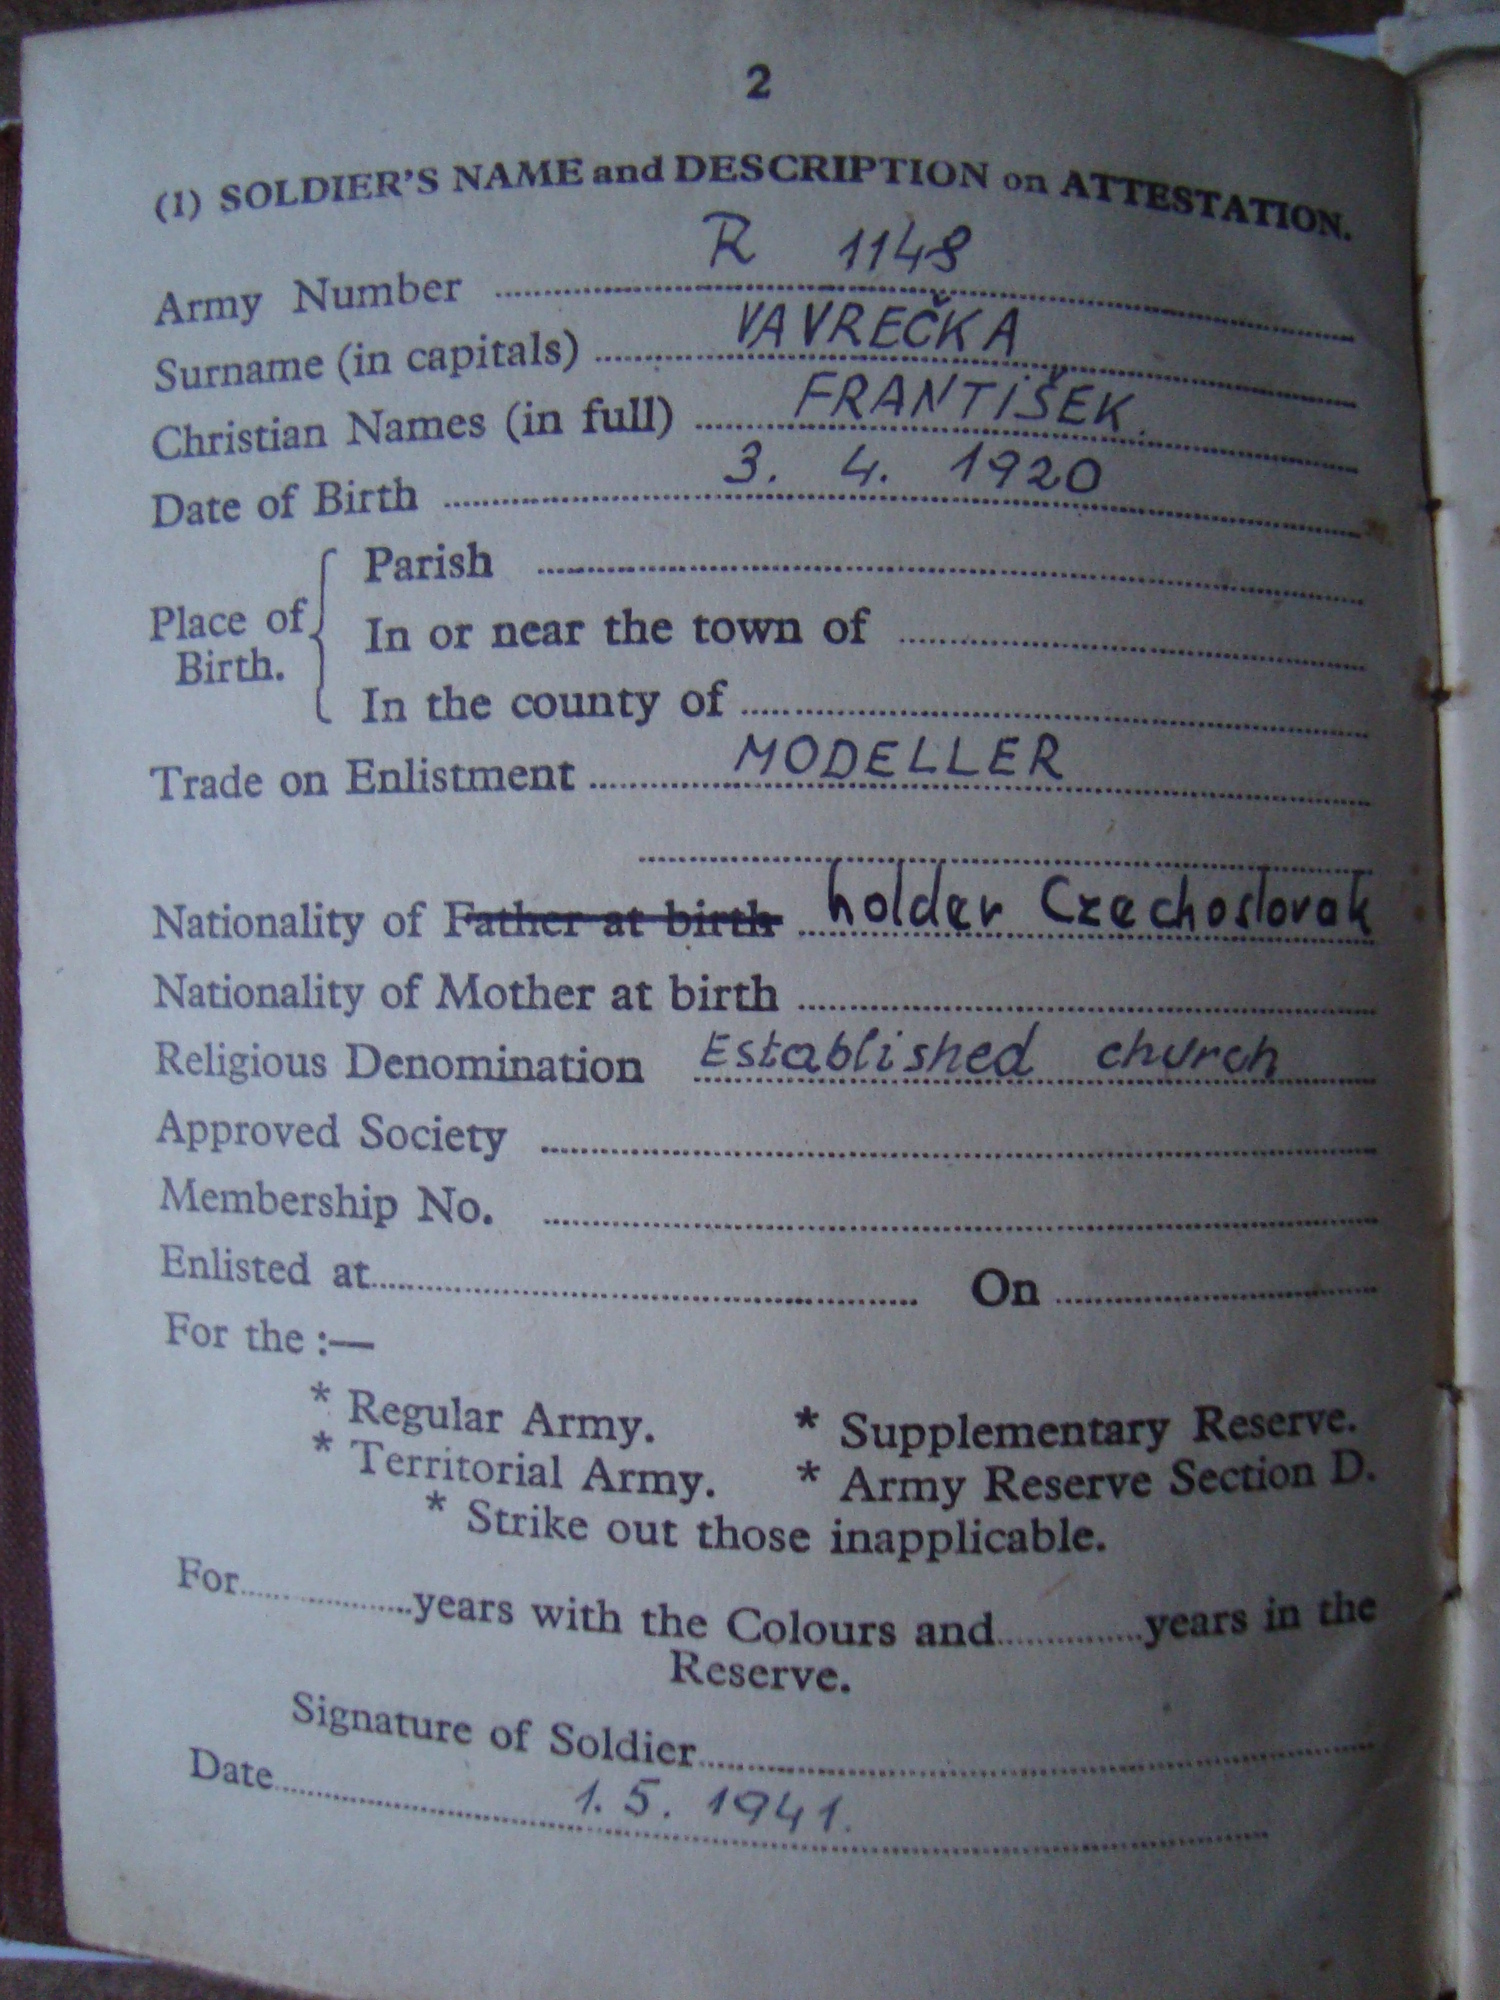 2
(1) SOLDIER'S NAME and DESCRIPTION on ATTESTATION.
Army Number R 1148
Surname (in capitals) VAVREČKA
Christian Names (in full) FRANTIŠEK.
Date of Birth 3. 4. 1920
Place of Birth.
Parish
In or near the town of
In the county of
Trade on Enlistment MODELLER
Nationality of Father at birth holder Czechoslovak
Nationality of Mother at birth
Religious Denomination Established church
Approved Society
Membership No.
Enlisted at On
For the :—
* Regular Army. * Supplementary Reserve.
* Territorial Army. * Army Reserve Section D.
* Strike out those inapplicable.
For years with the Colours and years in the
Reserve.
Signature of Soldier
Date 1. 5. 1941.